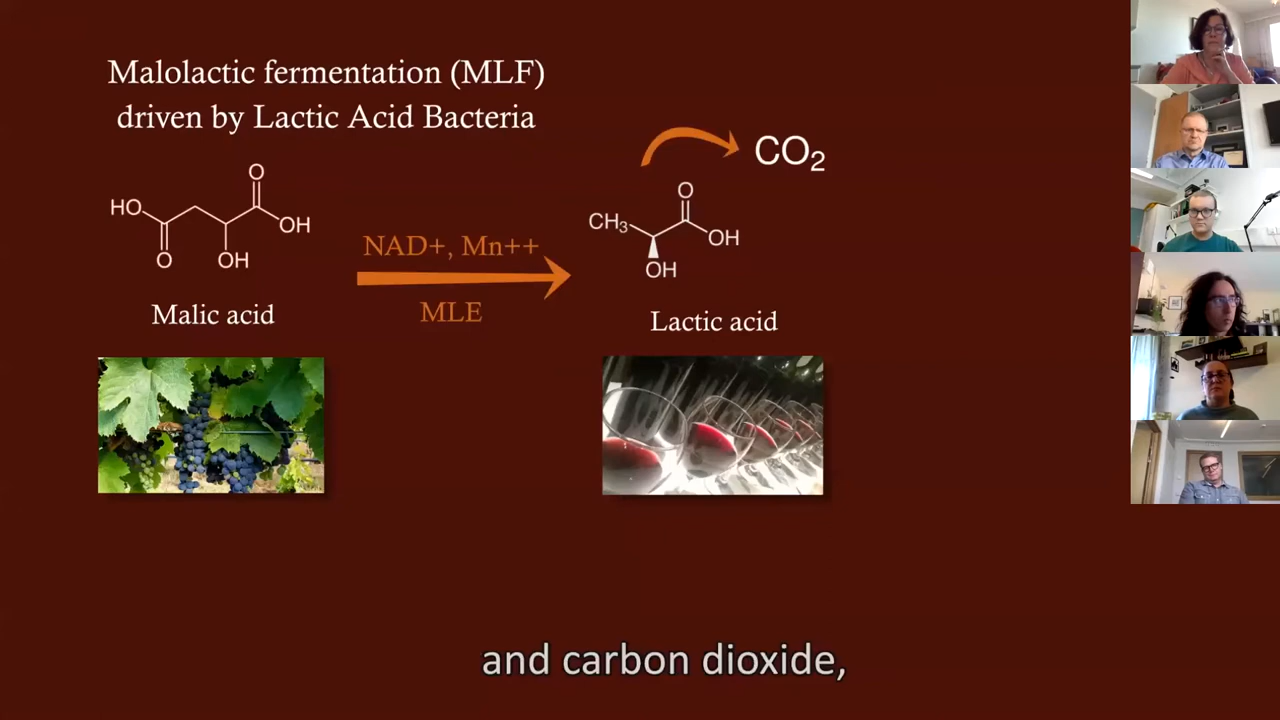 Malolactic fermentation (MLF)
driven by Lactic Acid Bacteria
CO₂
O
HO
OH
O
OH
NAD+, Mn++
MLE
O
CH₃
OH
OH
Malic acid
Lactic acid
and carbon dioxide,